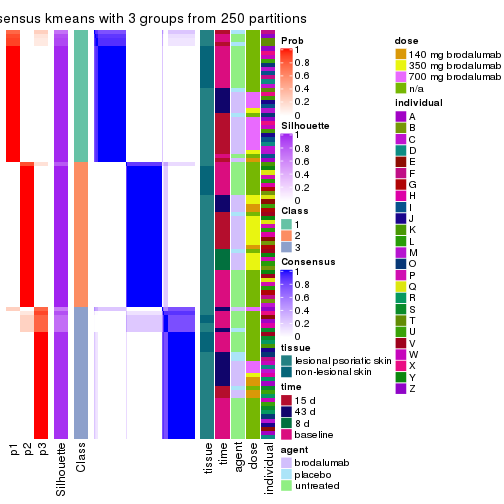 sensus kmeans with 3 groups from 250 partitions
Prob
1
0.8
0.6
0.4
0.2
0
Silhouette
1
0.8
0.6
0.4
0.2
0
Class
1
2
3
Consensus
1
0.8
0.6
0.4
0.2
0
tissue
lesional psoriatic skin
non-lesional skin
time
15 d
43 d
8 d
baseline
agent
brodalumab
placebo
untreated
dose
140 mg brodalumab
350 mg brodalumab
700 mg brodalumab
n/a
individual
A
B
C
D
E
F
G
H
I
J
K
L
M
O
P
Q
R
S
T
U
V
W
X
Y
Z
p1
p2
p3
Silhouette
Class
tissue
time
agent
dose
individual